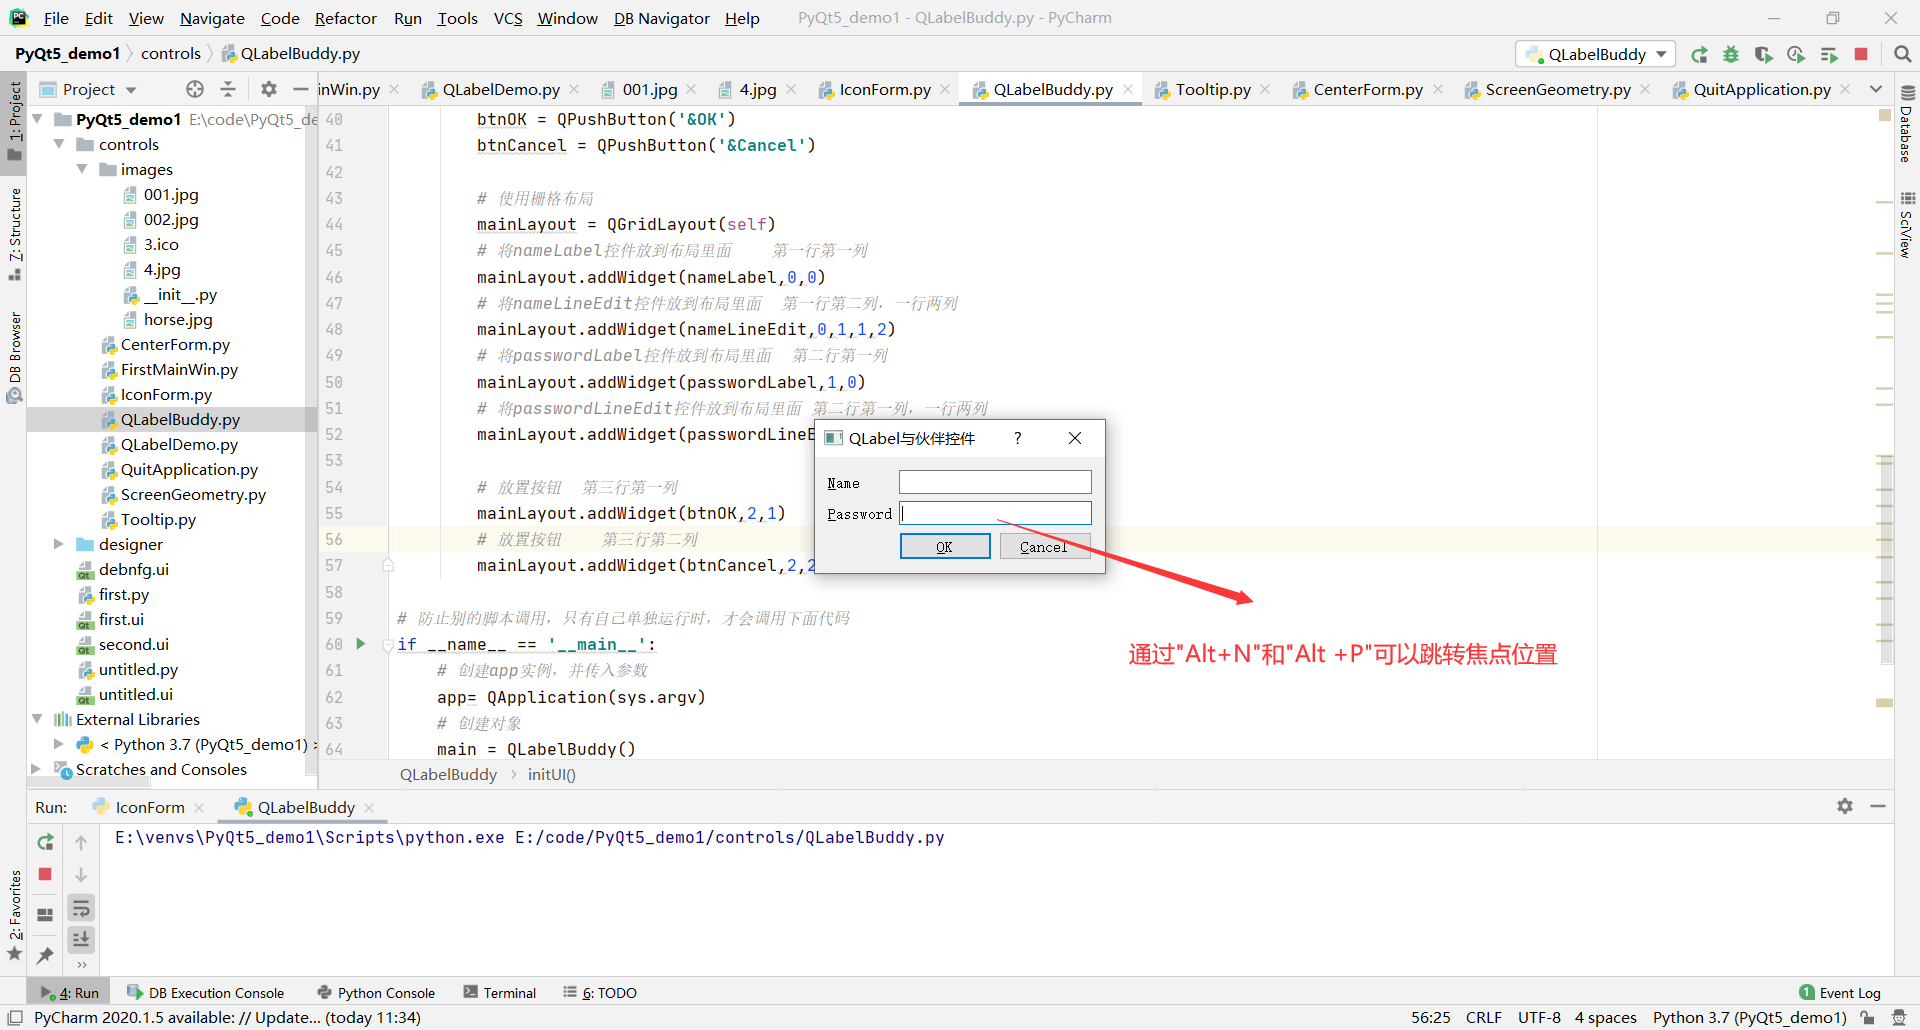 File Edit View Navigate Code Refactor Run Tools VCS Window DB Navigator Help PyQt5_demo1 - QLabelBuddy.py - PyCharm
PyQt5_demo1 controls QLabelBuddy.py QLabelBuddy
Project inWin.py QLabelDemo.py 001.jpg 4.jpg IconForm.py QLabelBuddy.py Tooltip.py CenterForm.py ScreenGeometry.py QuitApplication.py
1: Project
7: Structure
DB Browser
2: Favorites
PyQt5_demo1 E:\code\PyQt5_de
controls
images
001.jpg
002.jpg
3.ico
4.jpg
__init__.py
horse.jpg
CenterForm.py
FirstMainWin.py
IconForm.py
QLabelBuddy.py
QLabelDemo.py
QuitApplication.py
ScreenGeometry.py
Tooltip.py
designer
debnfg.ui
first.py
first.ui
second.ui
untitled.py
untitled.ui
External Libraries
< Python 3.7 (PyQt5_demo1) >
Scratches and Consoles
40 btnOK = QPushButton('&OK')
41 btnCancel = QPushButton('&Cancel')
42
43 # 使用栅格布局
44 mainLayout = QGridLayout(self)
45 # 将nameLabel控件放到布局里面 第一行第一列
46 mainLayout.addWidget(nameLabel,0,0)
47 # 将nameLineEdit控件放到布局里面 第一行第二列，一行两列
48 mainLayout.addWidget(nameLineEdit,0,1,1,2)
49 # 将passwordLabel控件放到布局里面 第二行第一列
50 mainLayout.addWidget(passwordLabel,1,0)
51 # 将passwordLineEdit控件放到布局里面 第二行第一列，一行两列
52 mainLayout.addWidget(passwordLineE
53
54 # 放置按钮 第三行第一列
55 mainLayout.addWidget(btnOK,2,1)
56 # 放置按钮 第三行第二列
57 mainLayout.addWidget(btnCancel,2,2
58
59 # 防止别的脚本调用，只有自己单独运行时，才会调用下面代码
60 if __name__ == '__main__':
61 # 创建app实例，并传入参数
62 app= QApplication(sys.argv)
63 # 创建对象
64 main = QLabelBuddy()
QLabelBuddy initUI()
QLabel与伙伴控件 ?
Name
Password
OK Cancel
通过"Alt+N"和"Alt +P"可以跳转焦点位置
Database
SciView
Run: IconForm QLabelBuddy
E:\venvs\PyQt5_demo1\Scripts\python.exe E:/code/PyQt5_demo1/controls/QLabelBuddy.py
4: Run DB Execution Console Python Console Terminal 6: TODO 1 Event Log
PyCharm 2020.1.5 available: // Update... (today 11:34) 56:25 CRLF UTF-8 4 spaces Python 3.7 (PyQt5_demo1)